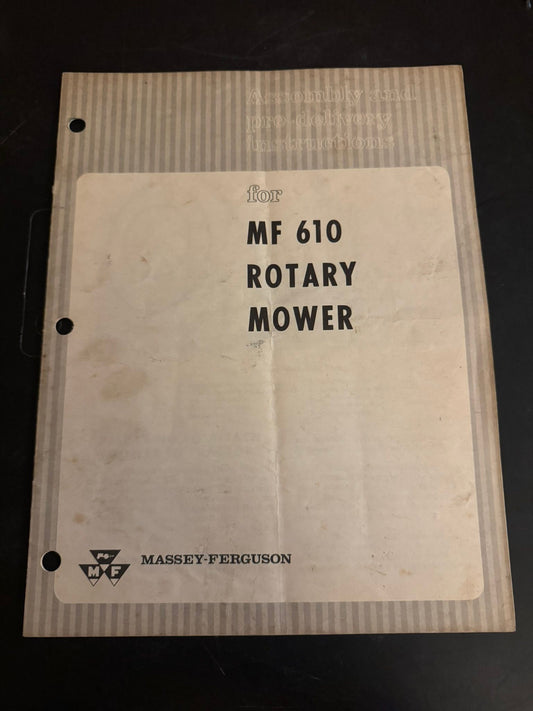 Assembly and
pre-delivery
instructions
for
MF 610
ROTARY
MOWER
MF
MASSEY-FERGUSON